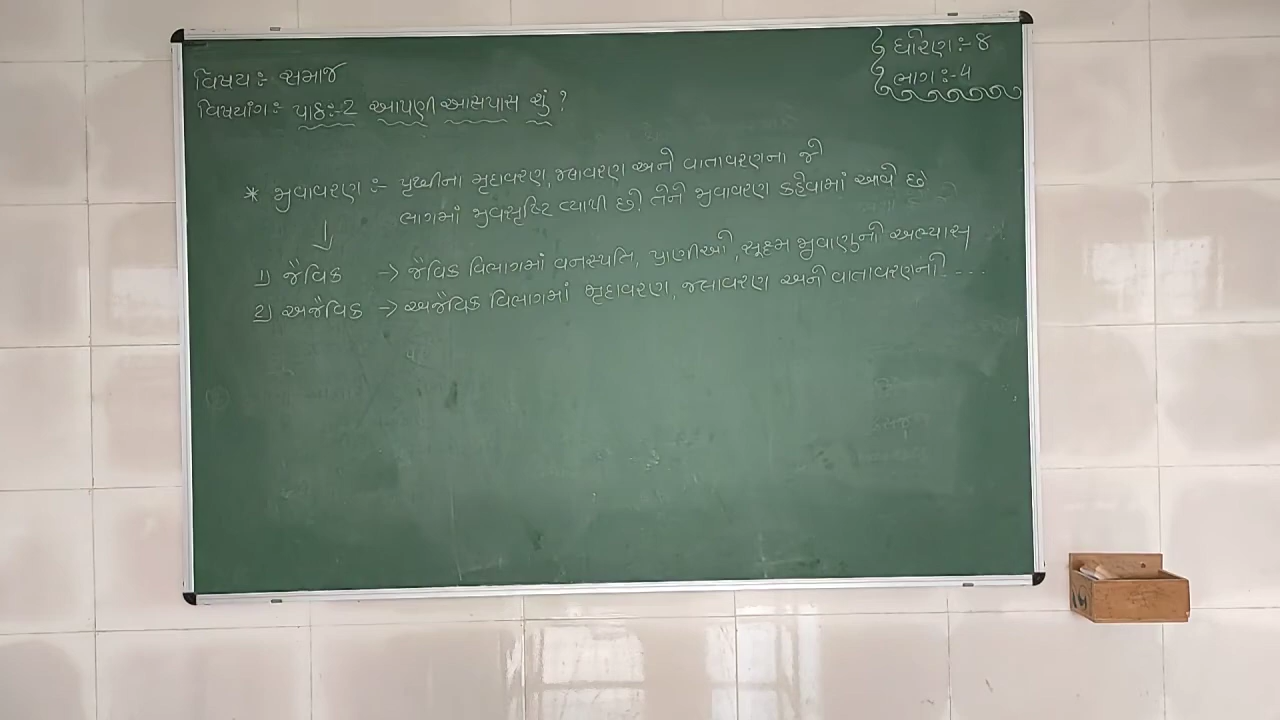 વિષય:- સમાજ
ધોરણ:- ૪
ભાગ:- 4
વિષયાંગ:- પાઠ:-2 આપણી આસપાસ શું ?
* જીવાવરણ:- પૃથ્વીના મૃદાવરણ, જલાવરણ અને વાતાવરણના જે
ભાગમાં જીવસૃષ્ટિ વ્યાપી છે. તેને જીવાવરણ કહેવામાં આવે છે
1) જૈવિક → જૈવિક વિભાગમાં વનસ્પતિ, પ્રાણીઓ, સૂક્ષ્મ જીવાણુનો અભ્યાસ
2) અજૈવિક → અજૈવિક વિભાગમાં મૃદાવરણ, જલાવરણ અને વાતાવરણનો....